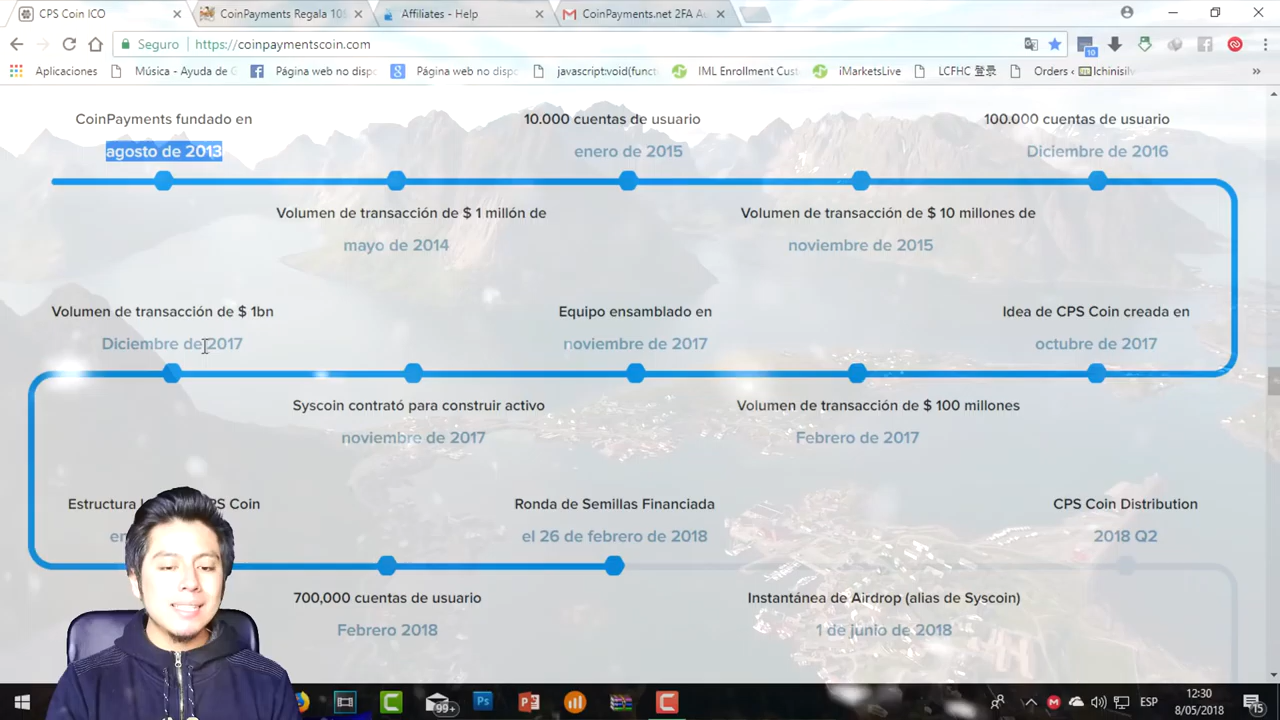 CPS Coin ICO
CoinPayments Regala 10$
Affiliates - Help
CoinPayments.net 2FA Au
Seguro
https://coinpaymentscoin.com
10
Aplicaciones
Música - Ayuda de G
Página web no dispo
Página web no dispo
javascript:void(funct
IML Enrollment Cust
iMarketsLive
LCFHC 登录
Orders ‹
»
CoinPayments fundado en
10.000 cuentas de usuario
100.000 cuentas de usuario
agosto de 2013
enero de 2015
Diciembre de 2016
Volumen de transacción de $ 1 millón de
Volumen de transacción de $ 10 millones de
mayo de 2014
noviembre de 2015
Volumen de transacción de $ 1bn
Equipo ensamblado en
Idea de CPS Coin creada en
Diciembre de 2017
noviembre de 2017
octubre de 2017
Syscoin contrató para construir activo
Volumen de transacción de $ 100 millones
noviembre de 2017
Febrero de 2017
Estructura
PS Coin
Ronda de Semillas Financiada
CPS Coin Distribution
el 26 de febrero de 2018
2018 Q2
700,000 cuentas de usuario
Instantánea de Airdrop (alias de Syscoin)
Febrero 2018
1 de junio de 2018
99+
Ps
ESP
12:30
8/05/2018
15